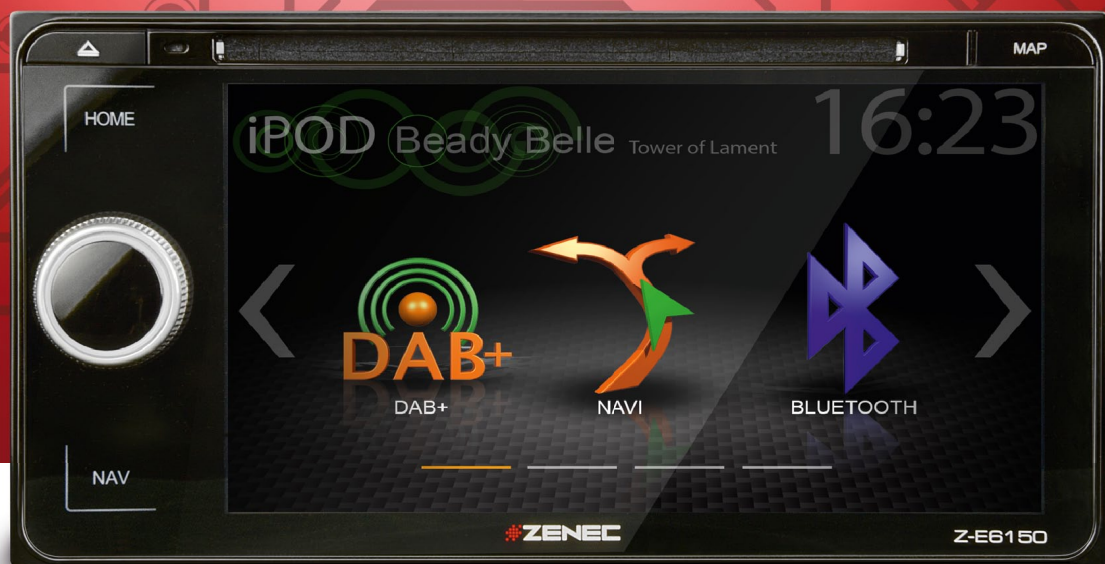 MAP
HOME
iPOD Beady Belle Tower of Lament 16:23
DAB+
DAB+ NAVI BLUETOOTH
NAV
ZENEC Z-E6150